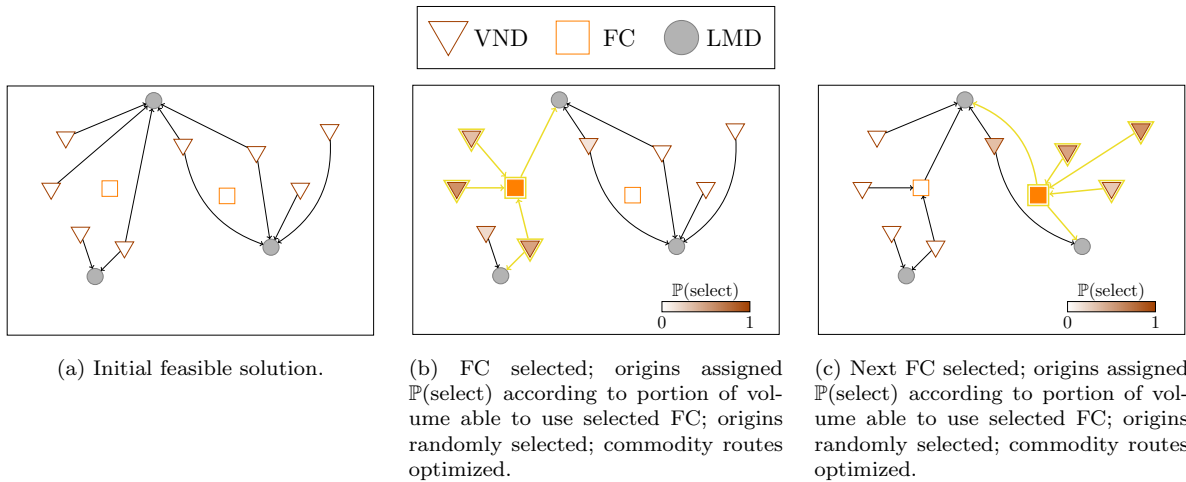 VND FC LMD
ℙ(select)
0 1
ℙ(select)
0 1
(a) Initial feasible solution.
(b) FC selected; origins assigned
ℙ(select) according to portion of vol-
ume able to use selected FC; origins
randomly selected; commodity routes
optimized.
(c) Next FC selected; origins assigned
ℙ(select) according to portion of vol-
ume able to use selected FC; origins
randomly selected; commodity routes
optimized.